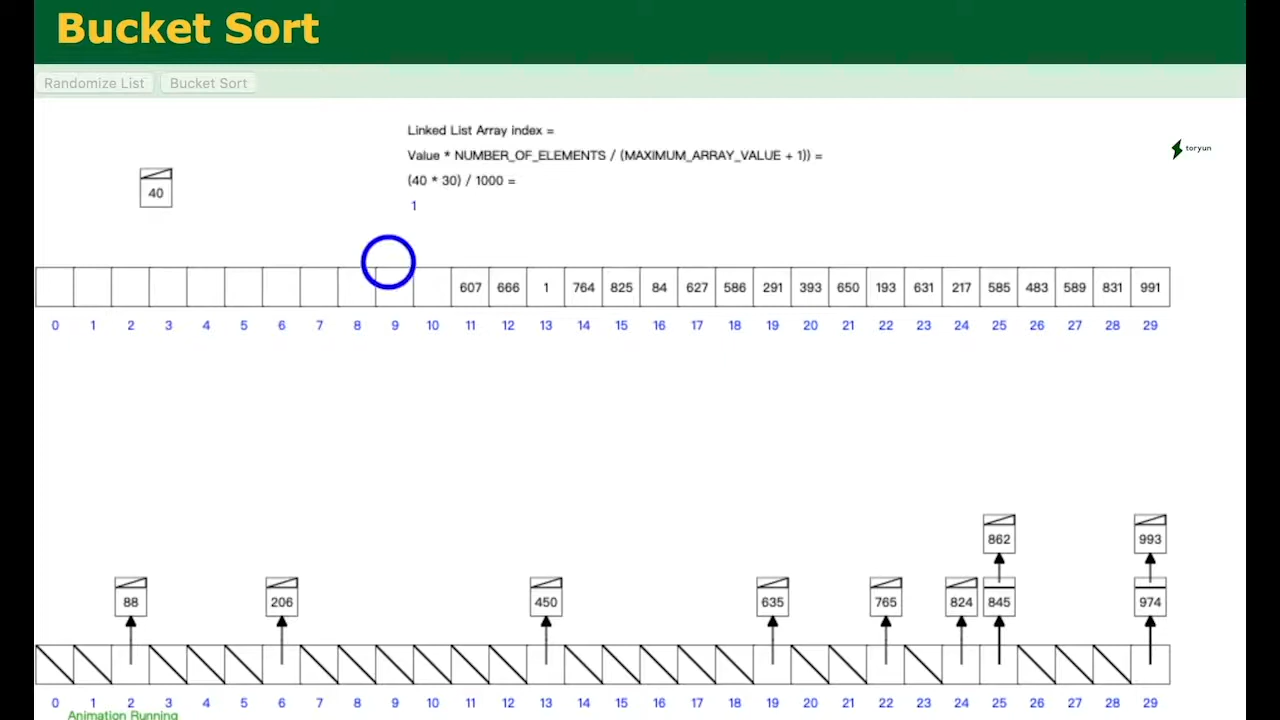 Bucket Sort
Randomize List Bucket Sort
Linked List Array index =
Value * NUMBER_OF_ELEMENTS / (MAXIMUM_ARRAY_VALUE + 1)) =
(40 * 30) / 1000 =
1
toryun
40
607 666 1 764 825 84 627 586 291 393 650 193 631 217 585 483 589 831 991
0 1 2 3 4 5 6 7 8 9 10 11 12 13 14 15 16 17 18 19 20 21 22 23 24 25 26 27 28 29
862 993
88 206 450 635 765 824 845 974
0 1 2 3 4 5 6 7 8 9 10 11 12 13 14 15 16 17 18 19 20 21 22 23 24 25 26 27 28 29
Animation Running